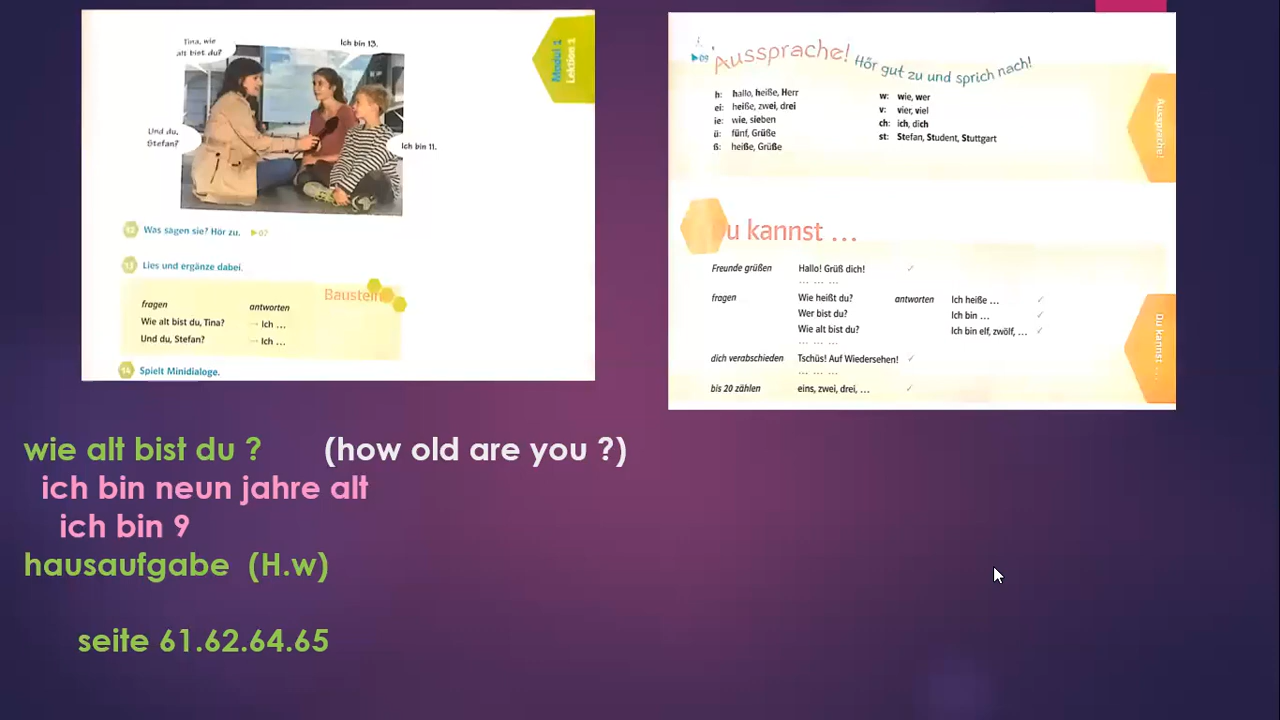 Tina, wie
alt bist du?
Ich bin 13.
Und du,
Stefan?
Ich bin 11.
Modul 1
Lektion 1
12 Was sagen sie? Hör zu. ▶07
13 Lies und ergänze dabei.
Baustein
fragen antworten
Wie alt bist du, Tina? → Ich ...
Und du, Stefan? → Ich ...
14 Spielt Minidialoge.
▶09 Aussprache! Hör gut zu und sprich nach!
h: hallo, heiße, Herr
ei: heiße, zwei, drei
ie: wie, sieben
ü: fünf, Grüße
ß: heiße, Grüße
w: wie, wer
v: vier, viel
ch: ich, dich
st: Stefan, Student, Stuttgart
Aussprache!
Du kannst ...
Freunde grüßen Hallo! Grüß dich! ✓
... ... ...
fragen Wie heißt du? antworten Ich heiße ... ✓
Wer bist du? Ich bin ... ✓
Wie alt bist du? Ich bin elf, zwölf, ... ✓
... ... ...
dich verabschieden Tschüs! Auf Wiedersehen! ✓
... ... ...
bis 20 zählen eins, zwei, drei, ... ✓
Du kannst ...
wie alt bist du ? (how old are you ?)
ich bin neun jahre alt
ich bin 9
hausaufgabe (H.w)
seite 61.62.64.65